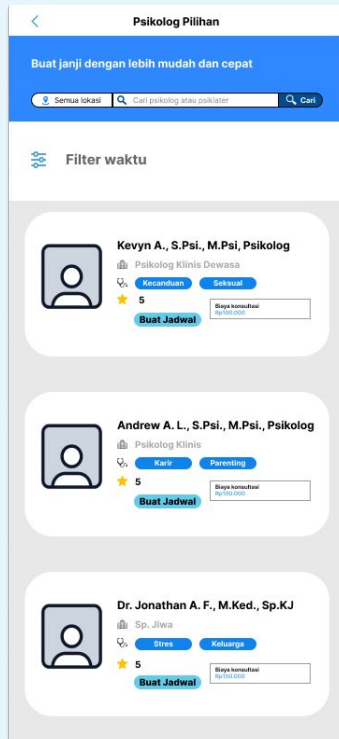 Psikolog Pilihan
Buat janji dengan lebih mudah dan cepat
Semua lokasi
Cari psikolog atau psikiater
Cari
Filter waktu
Kevyn A., S.Psi., M.Psi, Psikolog
Psikolog Klinis Dewasa
Kecanduan Seksual
5
Biaya konsultasi
Rp100.000
Buat Jadwal
Andrew A. L., S.Psi., M.Psi., Psikolog
Psikolog Klinis
Karir Parenting
5
Biaya konsultasi
Rp100.000
Buat Jadwal
Dr. Jonathan A. F., M.Ked., Sp.KJ
Sp. Jiwa
Stres Keluarga
5
Biaya konsultasi
Rp150.000
Buat Jadwal